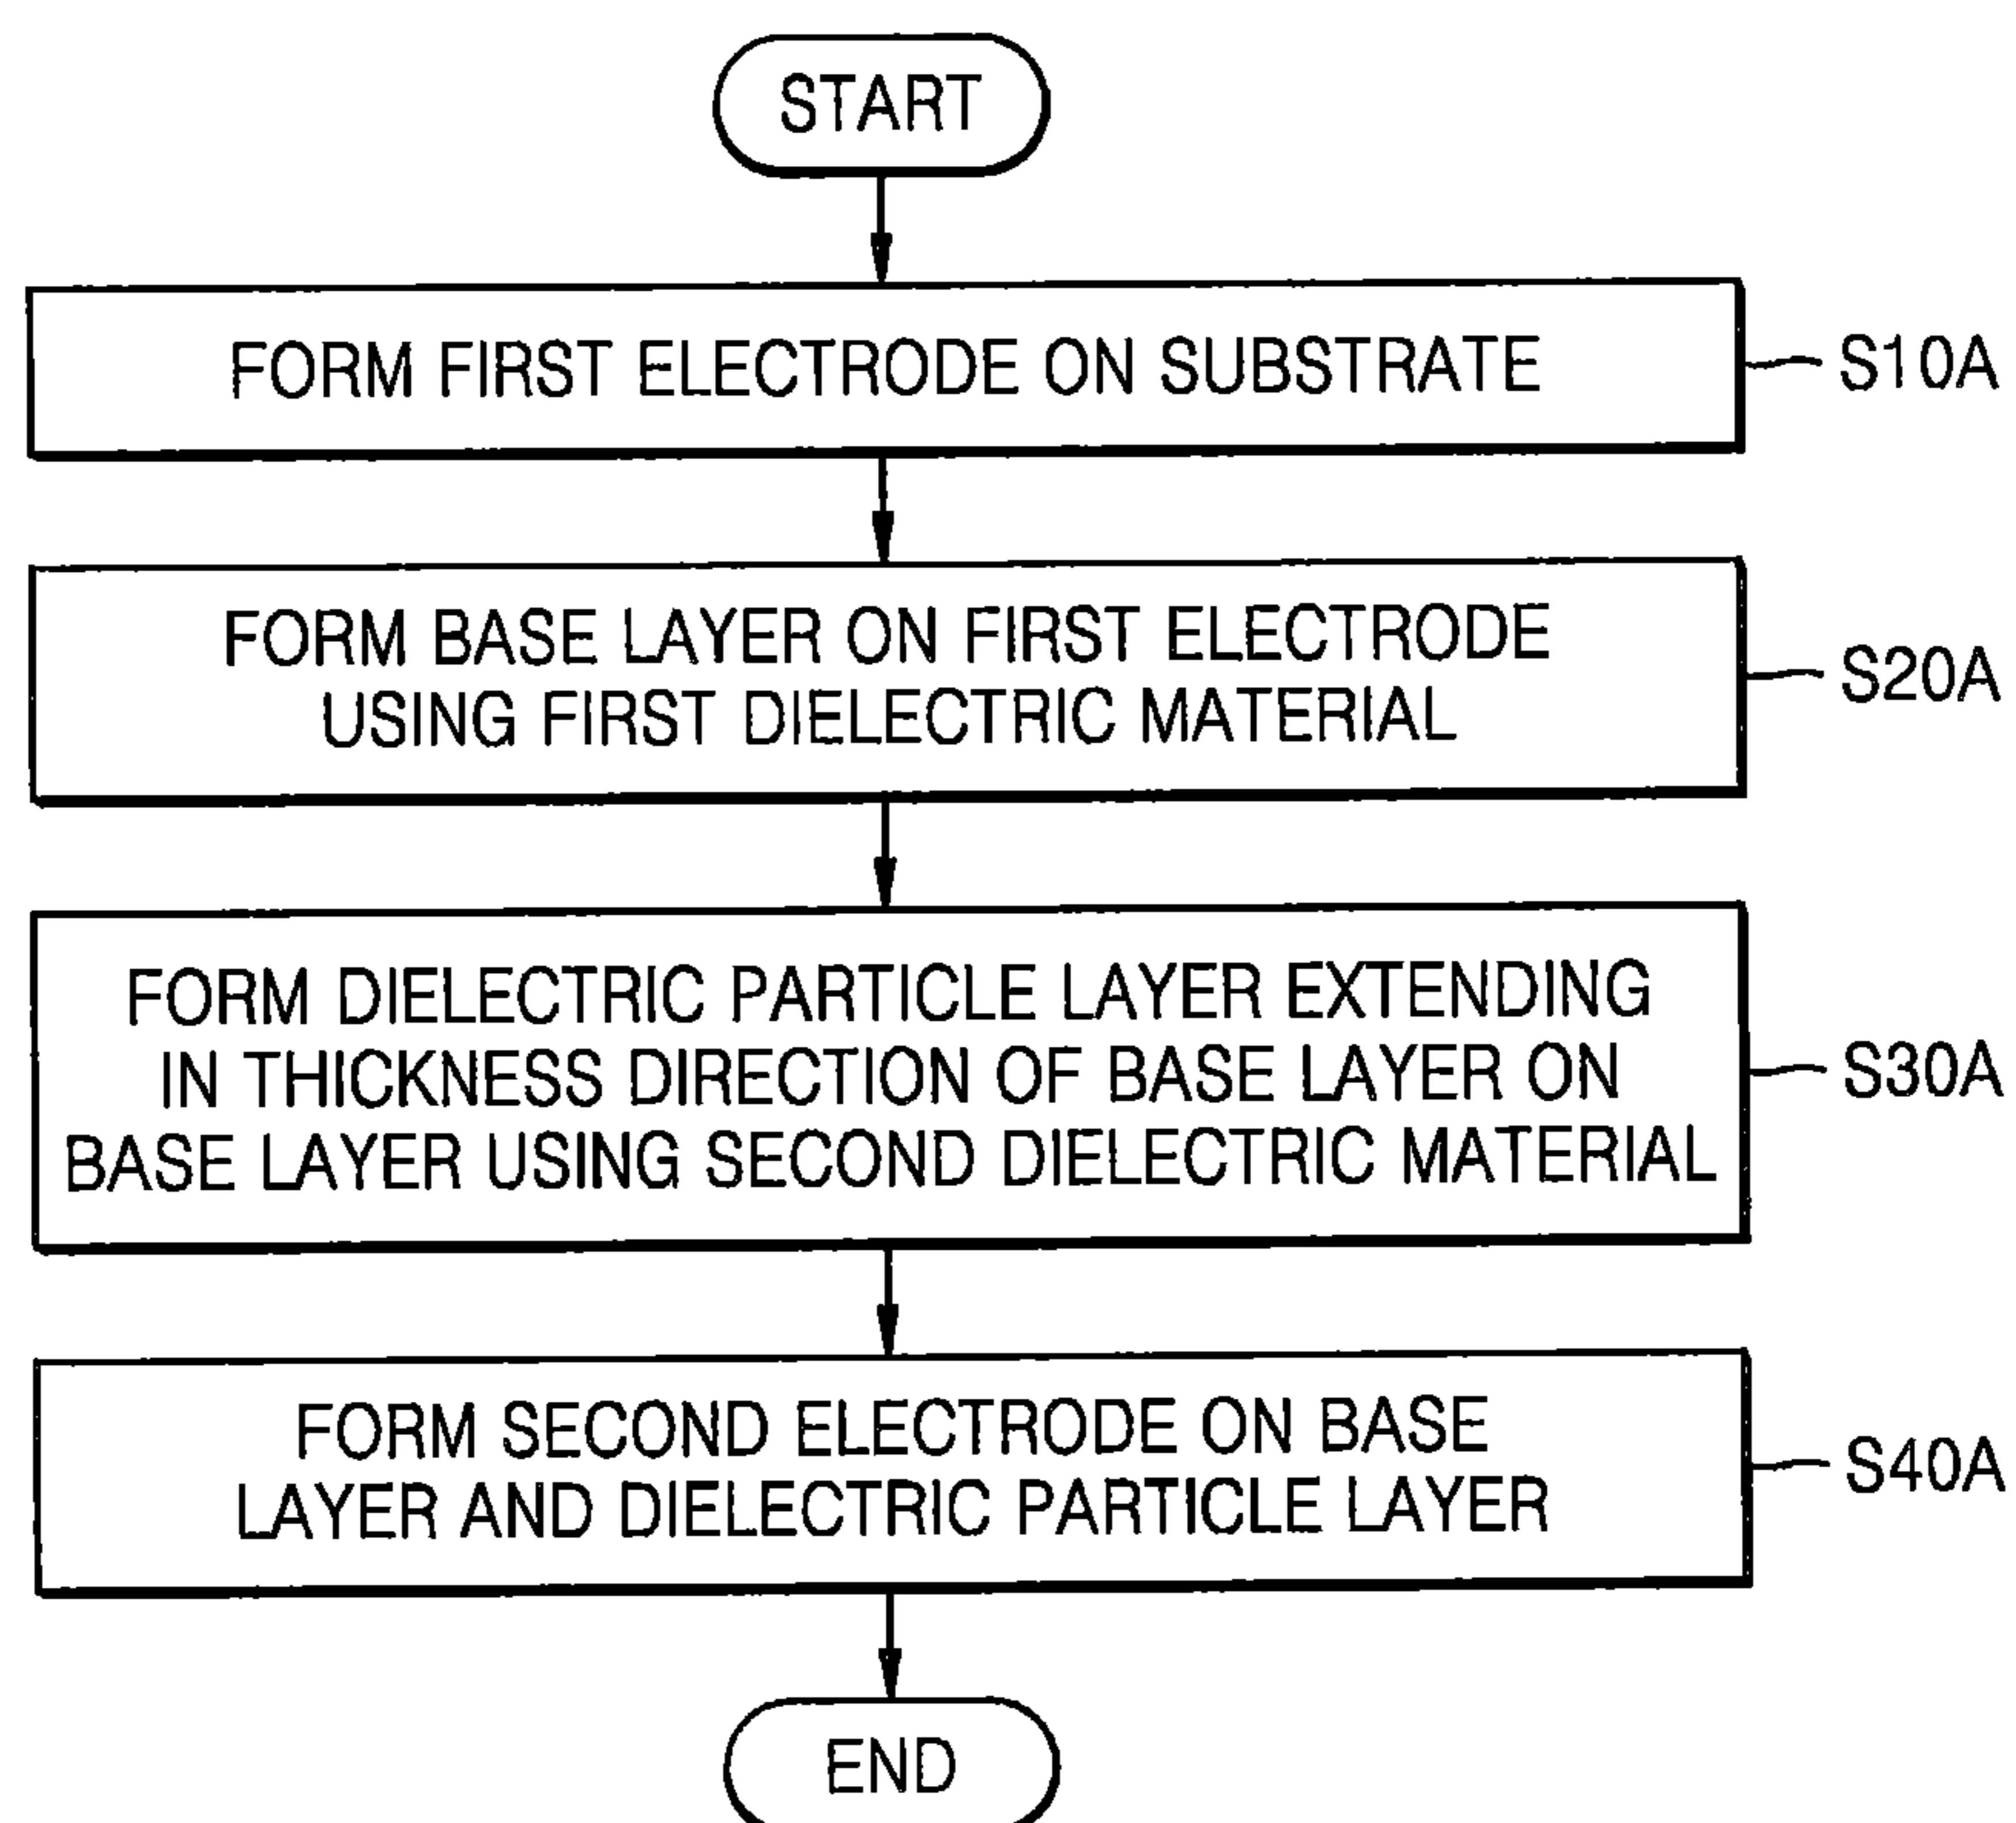 START
FORM FIRST ELECTRODE ON SUBSTRATE
S10A
FORM BASE LAYER ON FIRST ELECTRODE
USING FIRST DIELECTRIC MATERIAL
S20A
FORM DIELECTRIC PARTICLE LAYER EXTENDING
IN THICKNESS DIRECTION OF BASE LAYER ON
BASE LAYER USING SECOND DIELECTRIC MATERIAL
S30A
FORM SECOND ELECTRODE ON BASE
LAYER AND DIELECTRIC PARTICLE LAYER
S40A
END